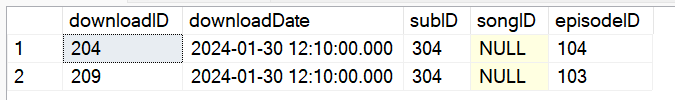 downloadID downloadDate subID songID episodeID
1 204 2024-01-30 12:10:00.000 304 NULL 104
2 209 2024-01-30 12:10:00.000 304 NULL 103